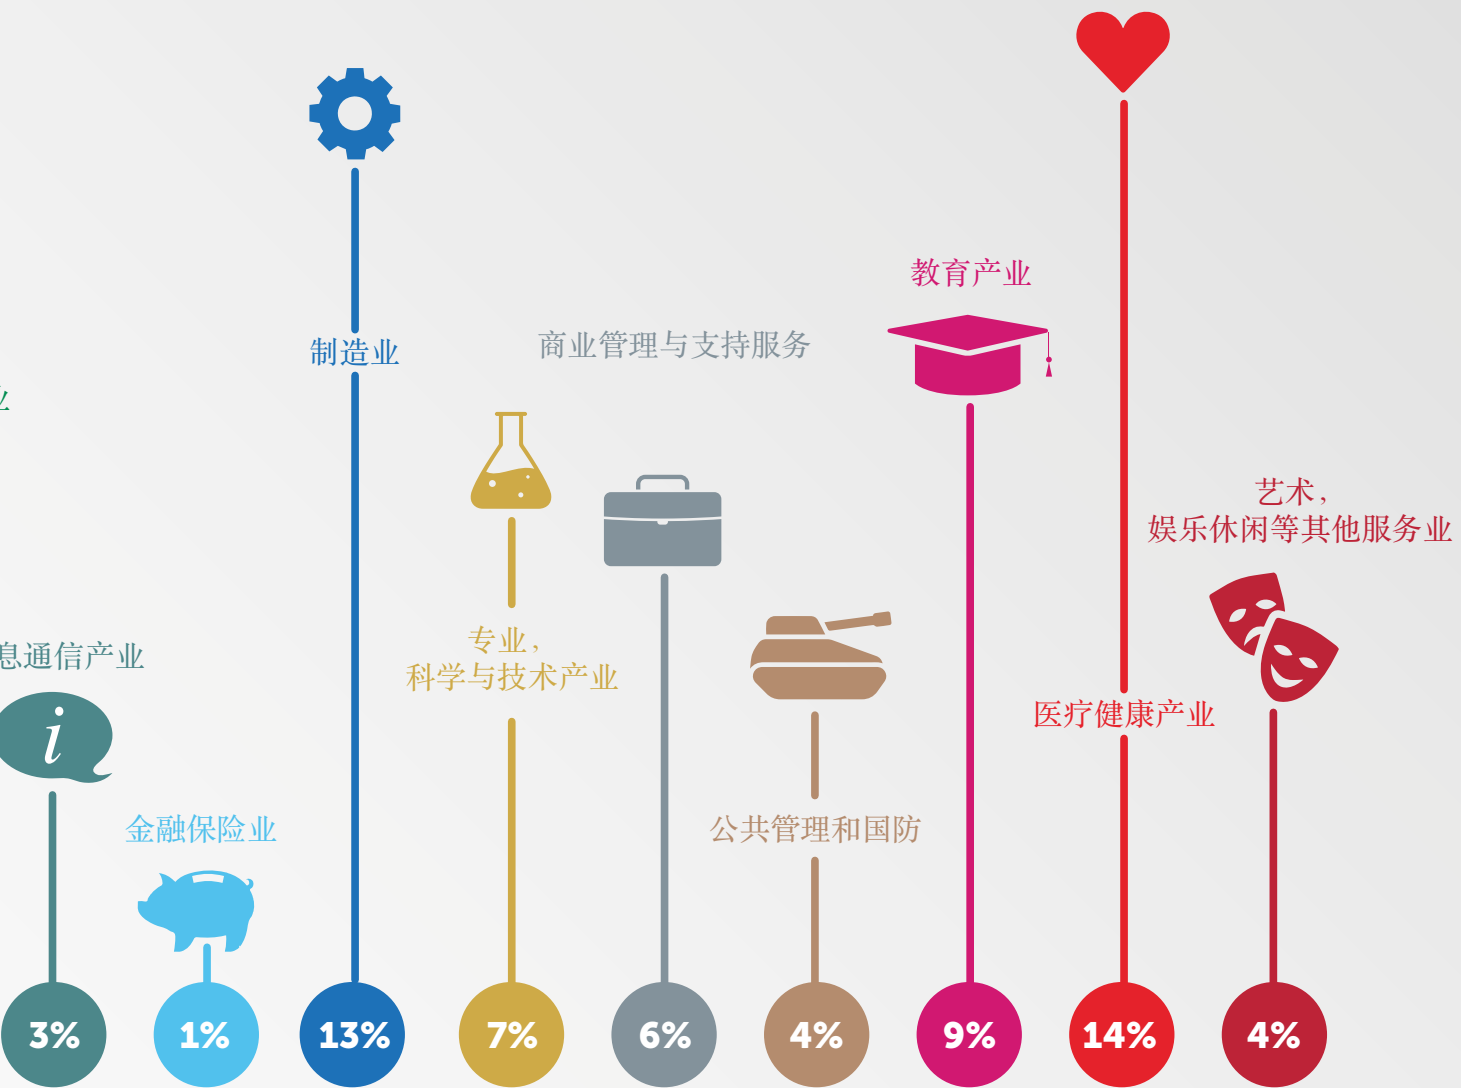 教育产业
商业管理与支持服务
制造业
业
艺术，
娱乐休闲等其他服务业
专业，
科学与技术产业
息通信产业
i
医疗健康产业
金融保险业
公共管理和国防
3%
1%
13%
7%
6%
4%
9%
14%
4%